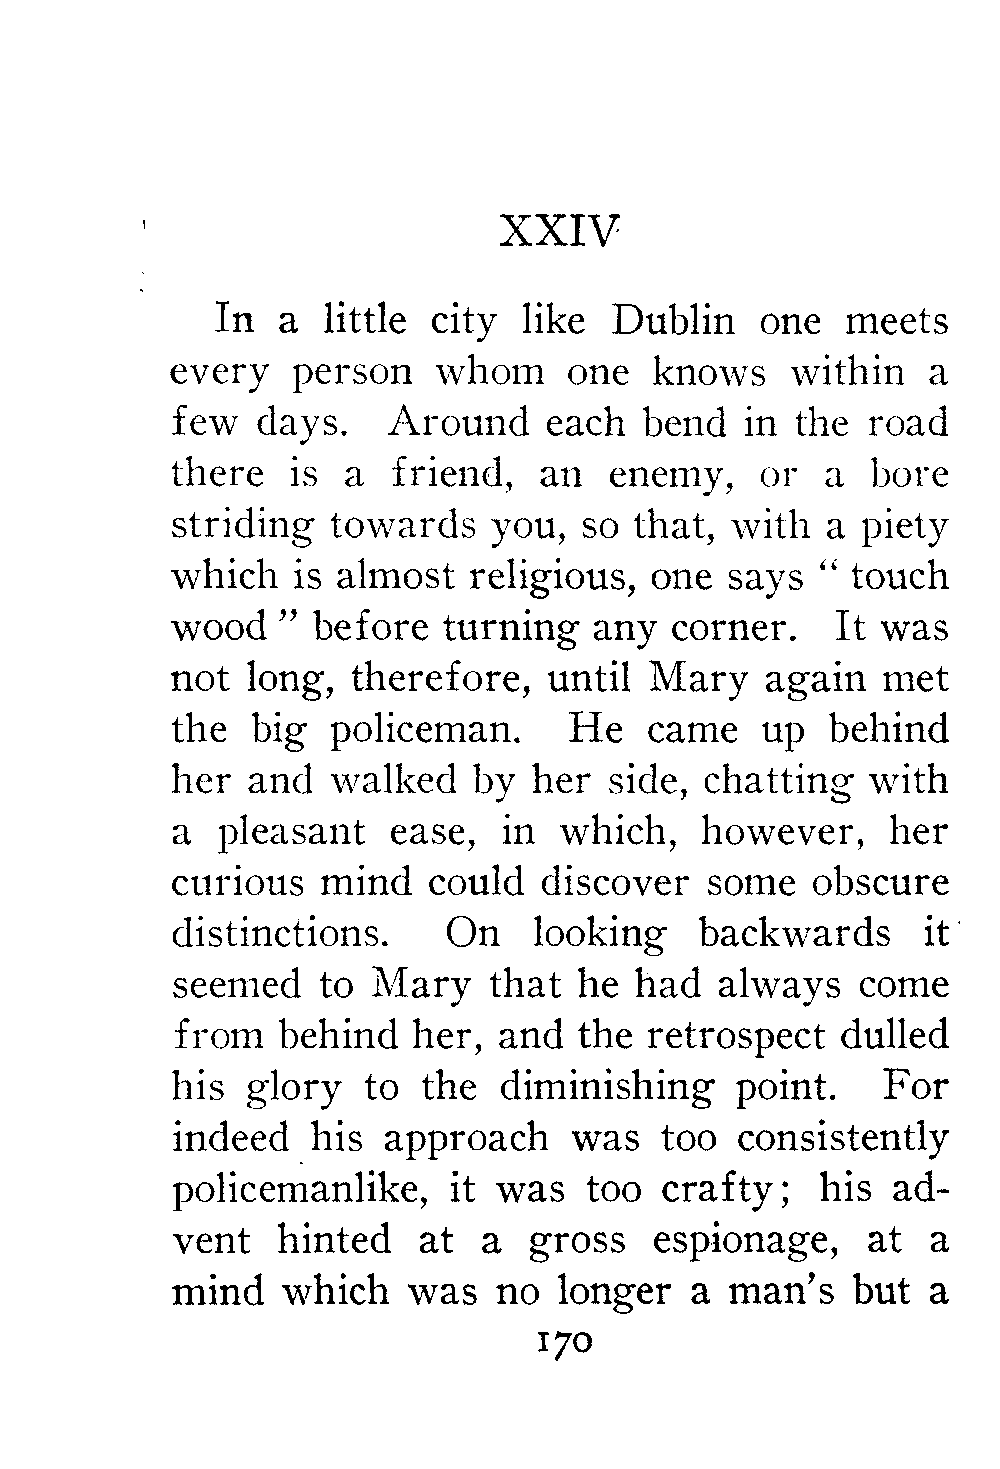 XXIV
In a little city like Dublin one meets
every person whom one knows within a
few days. Around each bend in the road
there is a friend, an enemy, or a bore
striding towards you, so that, with a piety
which is almost religious, one says “ touch
wood ” before turning any corner. It was
not long, therefore, until Mary again met
the big policeman. He came up behind
her and walked by her side, chatting with
a pleasant ease, in which, however, her
curious mind could discover some obscure
distinctions. On looking backwards it
seemed to Mary that he had always come
from behind her, and the retrospect dulled
his glory to the diminishing point. For
indeed his approach was too consistently
policemanlike, it was too crafty; his ad-
vent hinted at a gross espionage, at a
mind which was no longer a man's but a
170